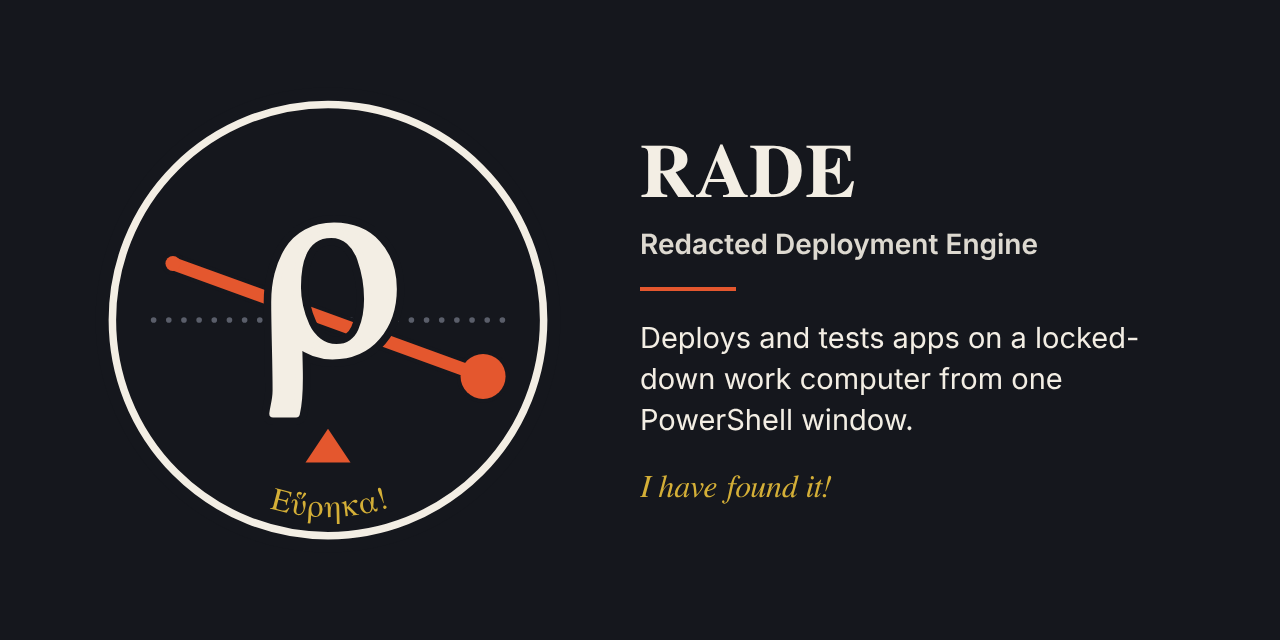 ρ
Εὕρηκα!
RADE
Redacted Deployment Engine
Deploys and tests apps on a locked-
down work computer from one
PowerShell window.
I have found it!